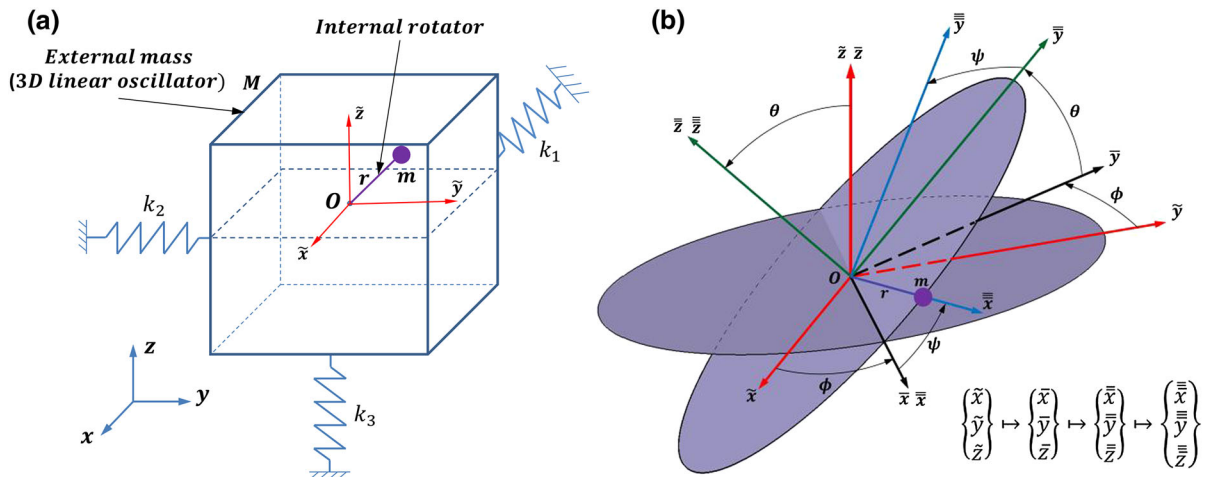 (a)
External mass
(3D linear oscillator)
M
Internal rotator
z̃
r
m
O
ỹ
x̃
k₁
k₂
k₃
z
y
x
(b)
z̃ z̄
y̿̄
y̿
ψ
θ
θ
z̿ z̿̄
ȳ
ϕ
ỹ
O
m
r
x̿̄
ψ
ϕ
x̃
x̄ x̿
{x̃ ỹ z̃} ↦ {x̄ ȳ z̄} ↦ {x̿ y̿ z̿} ↦ {x̿̄ y̿̄ z̿̄}